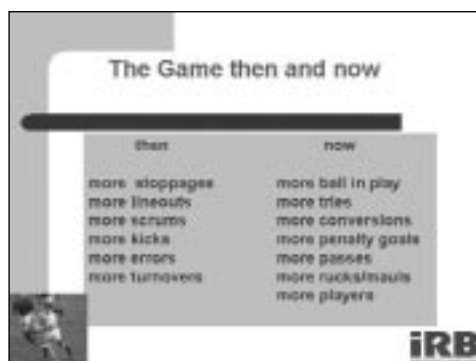 The Game then and now
then now
more stoppages more ball in play
more lineouts more tries
more scrums more conversions
more kicks more penalty goals
more errors more passes
more turnovers more rucks/mauls
more players
iRB